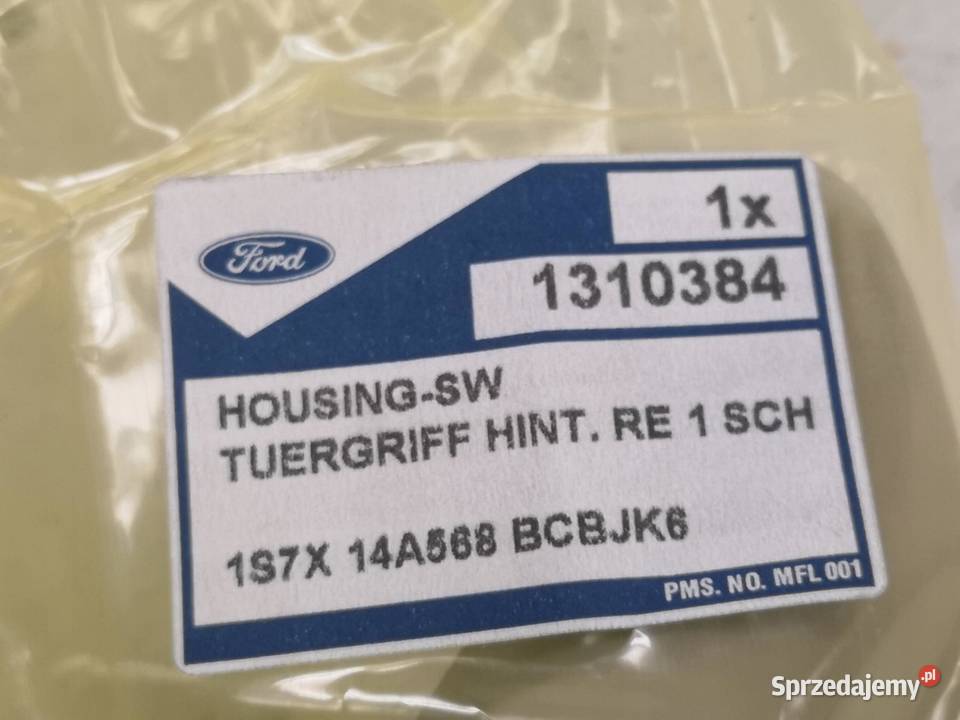 Ford
1x
1310384
HOUSING-SW
TUERGRIFF HINT. RE 1 SCH
1S7X 14A568 BCBJK6
PMS. NO. MFL 001
Sprzedajemy.pl